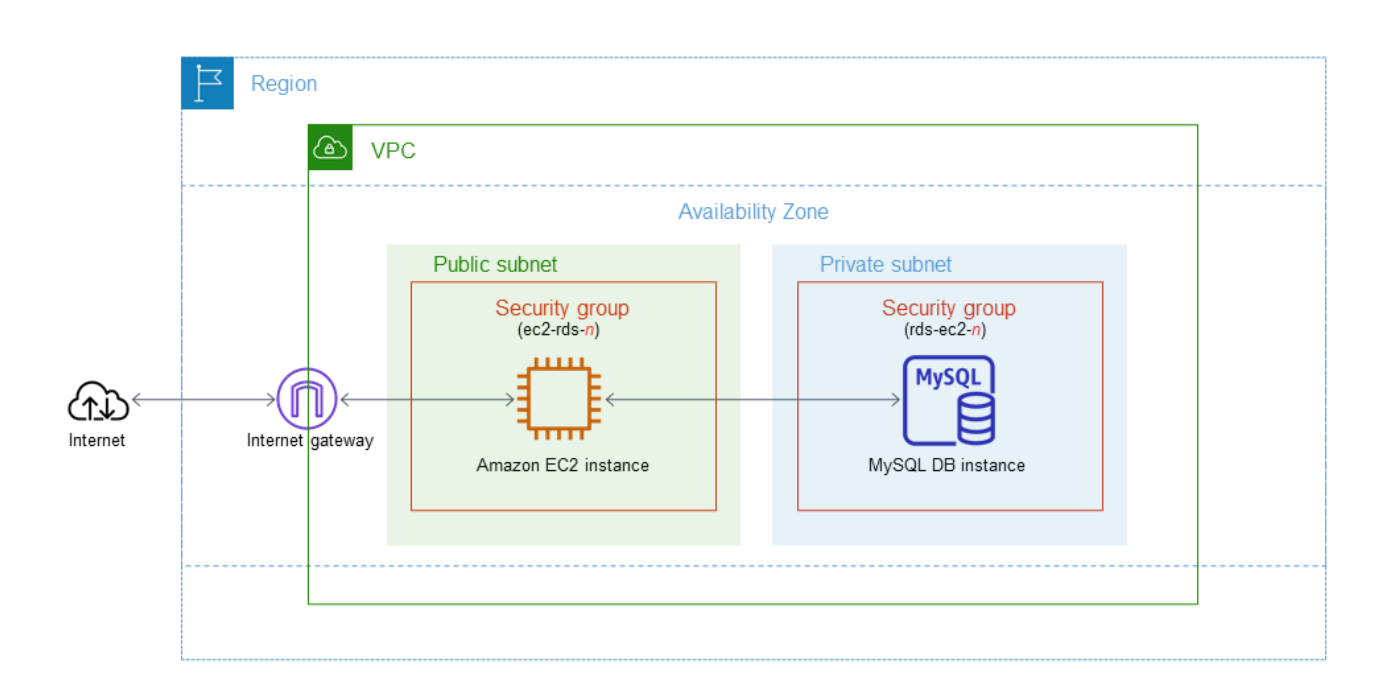 Region
VPC
Availability Zone
Public subnet
Private subnet
Security group
(ec2-rds-n)
Security group
(rds-ec2-n)
MySQL
Internet
Internet gateway
Amazon EC2 instance
MySQL DB instance